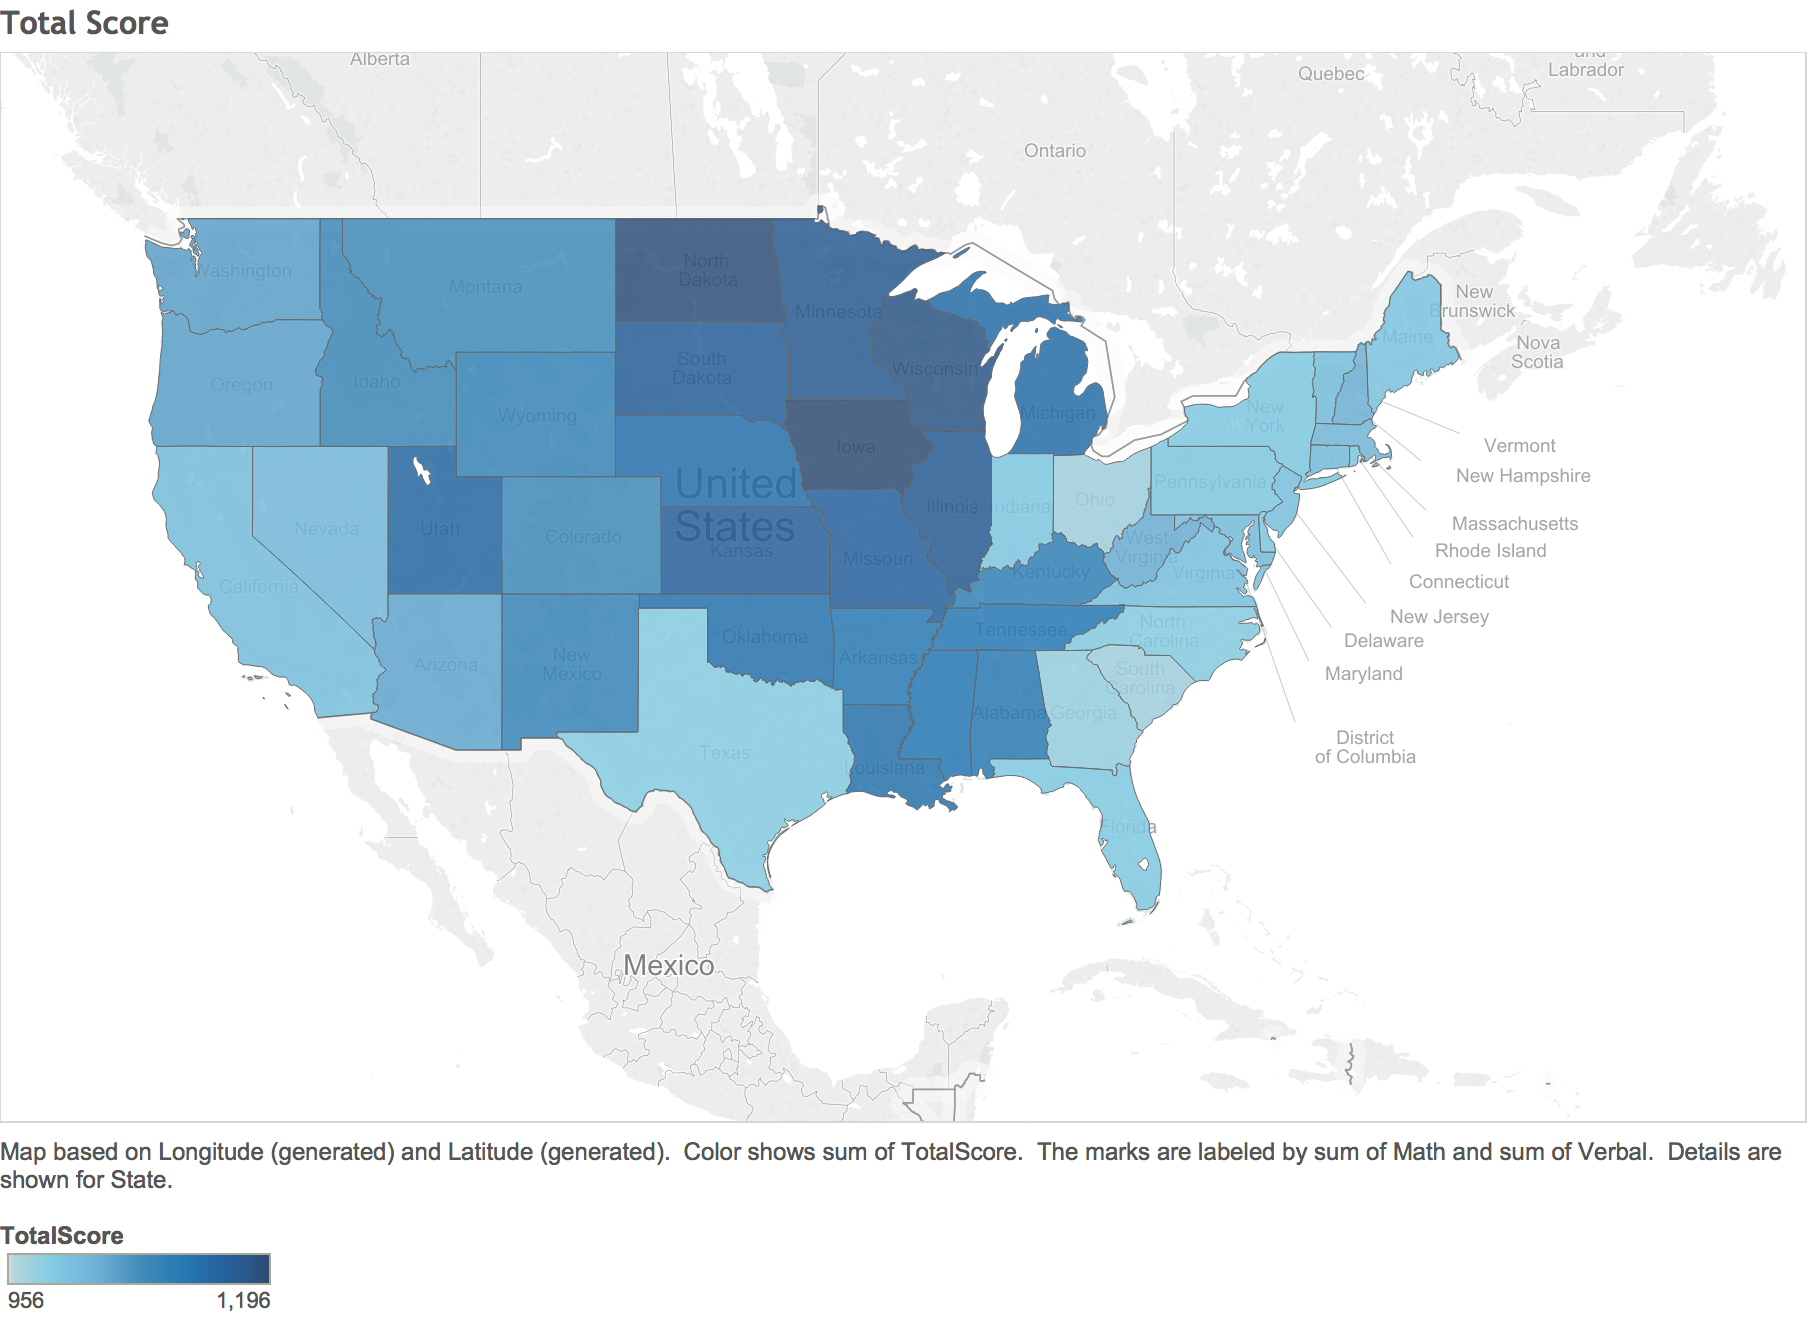 Total Score
Alberta
Quebec
and
Labrador
Ontario
Washington
Montana
North
Dakota
Minnesota
New
Brunswick
Maine
Nova
Scotia
Oregon
Idaho
South
Dakota
Wisconsin
Wyoming
Michigan
New
York
Vermont
Iowa
New Hampshire
United
States
Pennsylvania
Ohio
Indiana
Illinois
Nevada
Utah
Colorado
Kansas
Missouri
West
Virginia
Massachusetts
Rhode Island
Connecticut
California
Kentucky
Virginia
New Jersey
Delaware
Maryland
Oklahoma
Tennessee
North
Carolina
Arizona
New
Mexico
Arkansas
South
Carolina
Alabama
Georgia
District
of Columbia
Texas
Louisiana
Florida
Mexico
Map based on Longitude (generated) and Latitude (generated).  Color shows sum of TotalScore.  The marks are labeled by sum of Math and sum of Verbal.  Details are
shown for State.
TotalScore
956
1,196